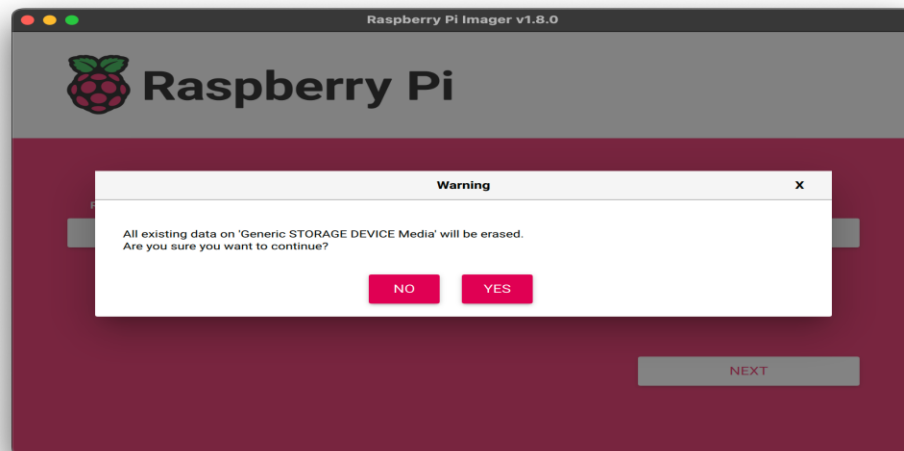 Raspberry Pi Imager v1.8.0
Raspberry Pi
Warning
X
All existing data on 'Generic STORAGE DEVICE Media' will be erased.
Are you sure you want to continue?
NO
YES
NEXT